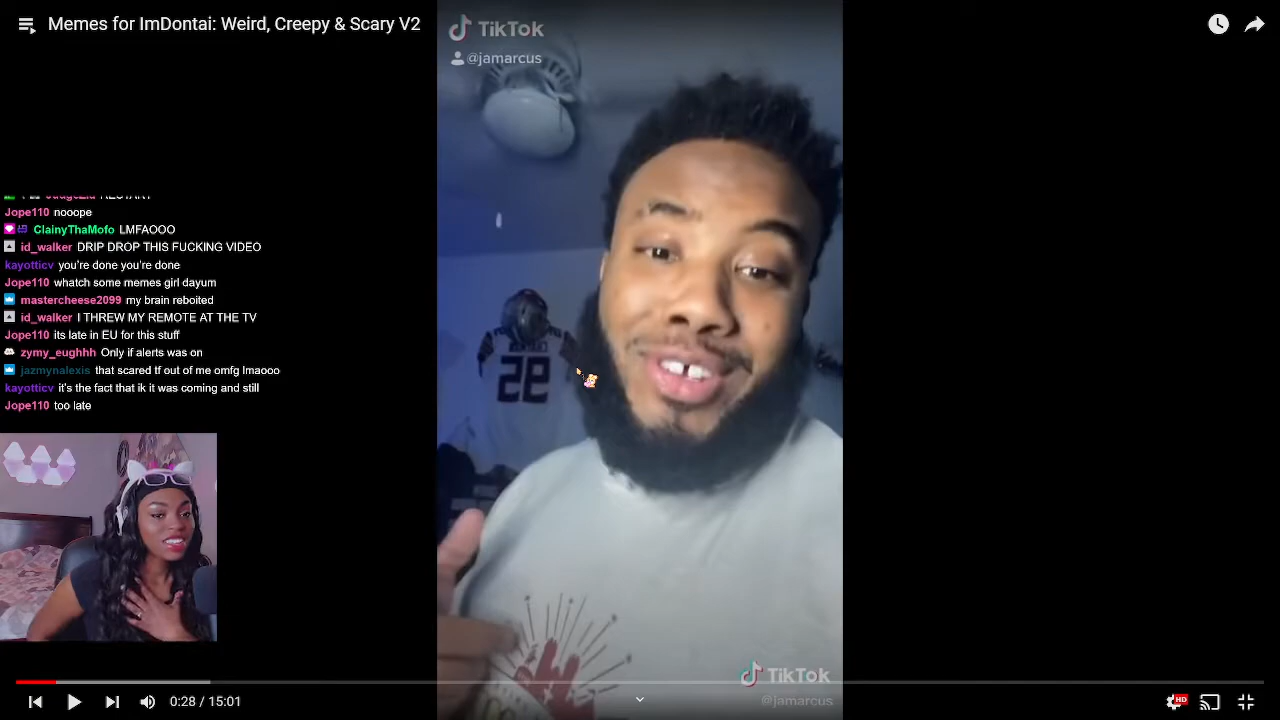 Memes for ImDontai: Weird, Creepy & Scary V2
TikTok
@jamarcus
Jope110 nooope
ClainyThaMofo LMFAOOO
id_walker DRIP DROP THIS FUCKING VIDEO
kayotticv you're done you're done
Jope110 whatch some memes girl dayum
mastercheese2099 my brain reboited
id_walker I THREW MY REMOTE AT THE TV
Jope110 its late in EU for this stuff
zymy_eughhh Only if alerts was on
jazmynalexis that scared tf out of me omfg lmaooo
kayotticv it's the fact that ik it was coming and still
Jope110 too late
TikTok
@jamarcus
0:28 / 15:01
HD